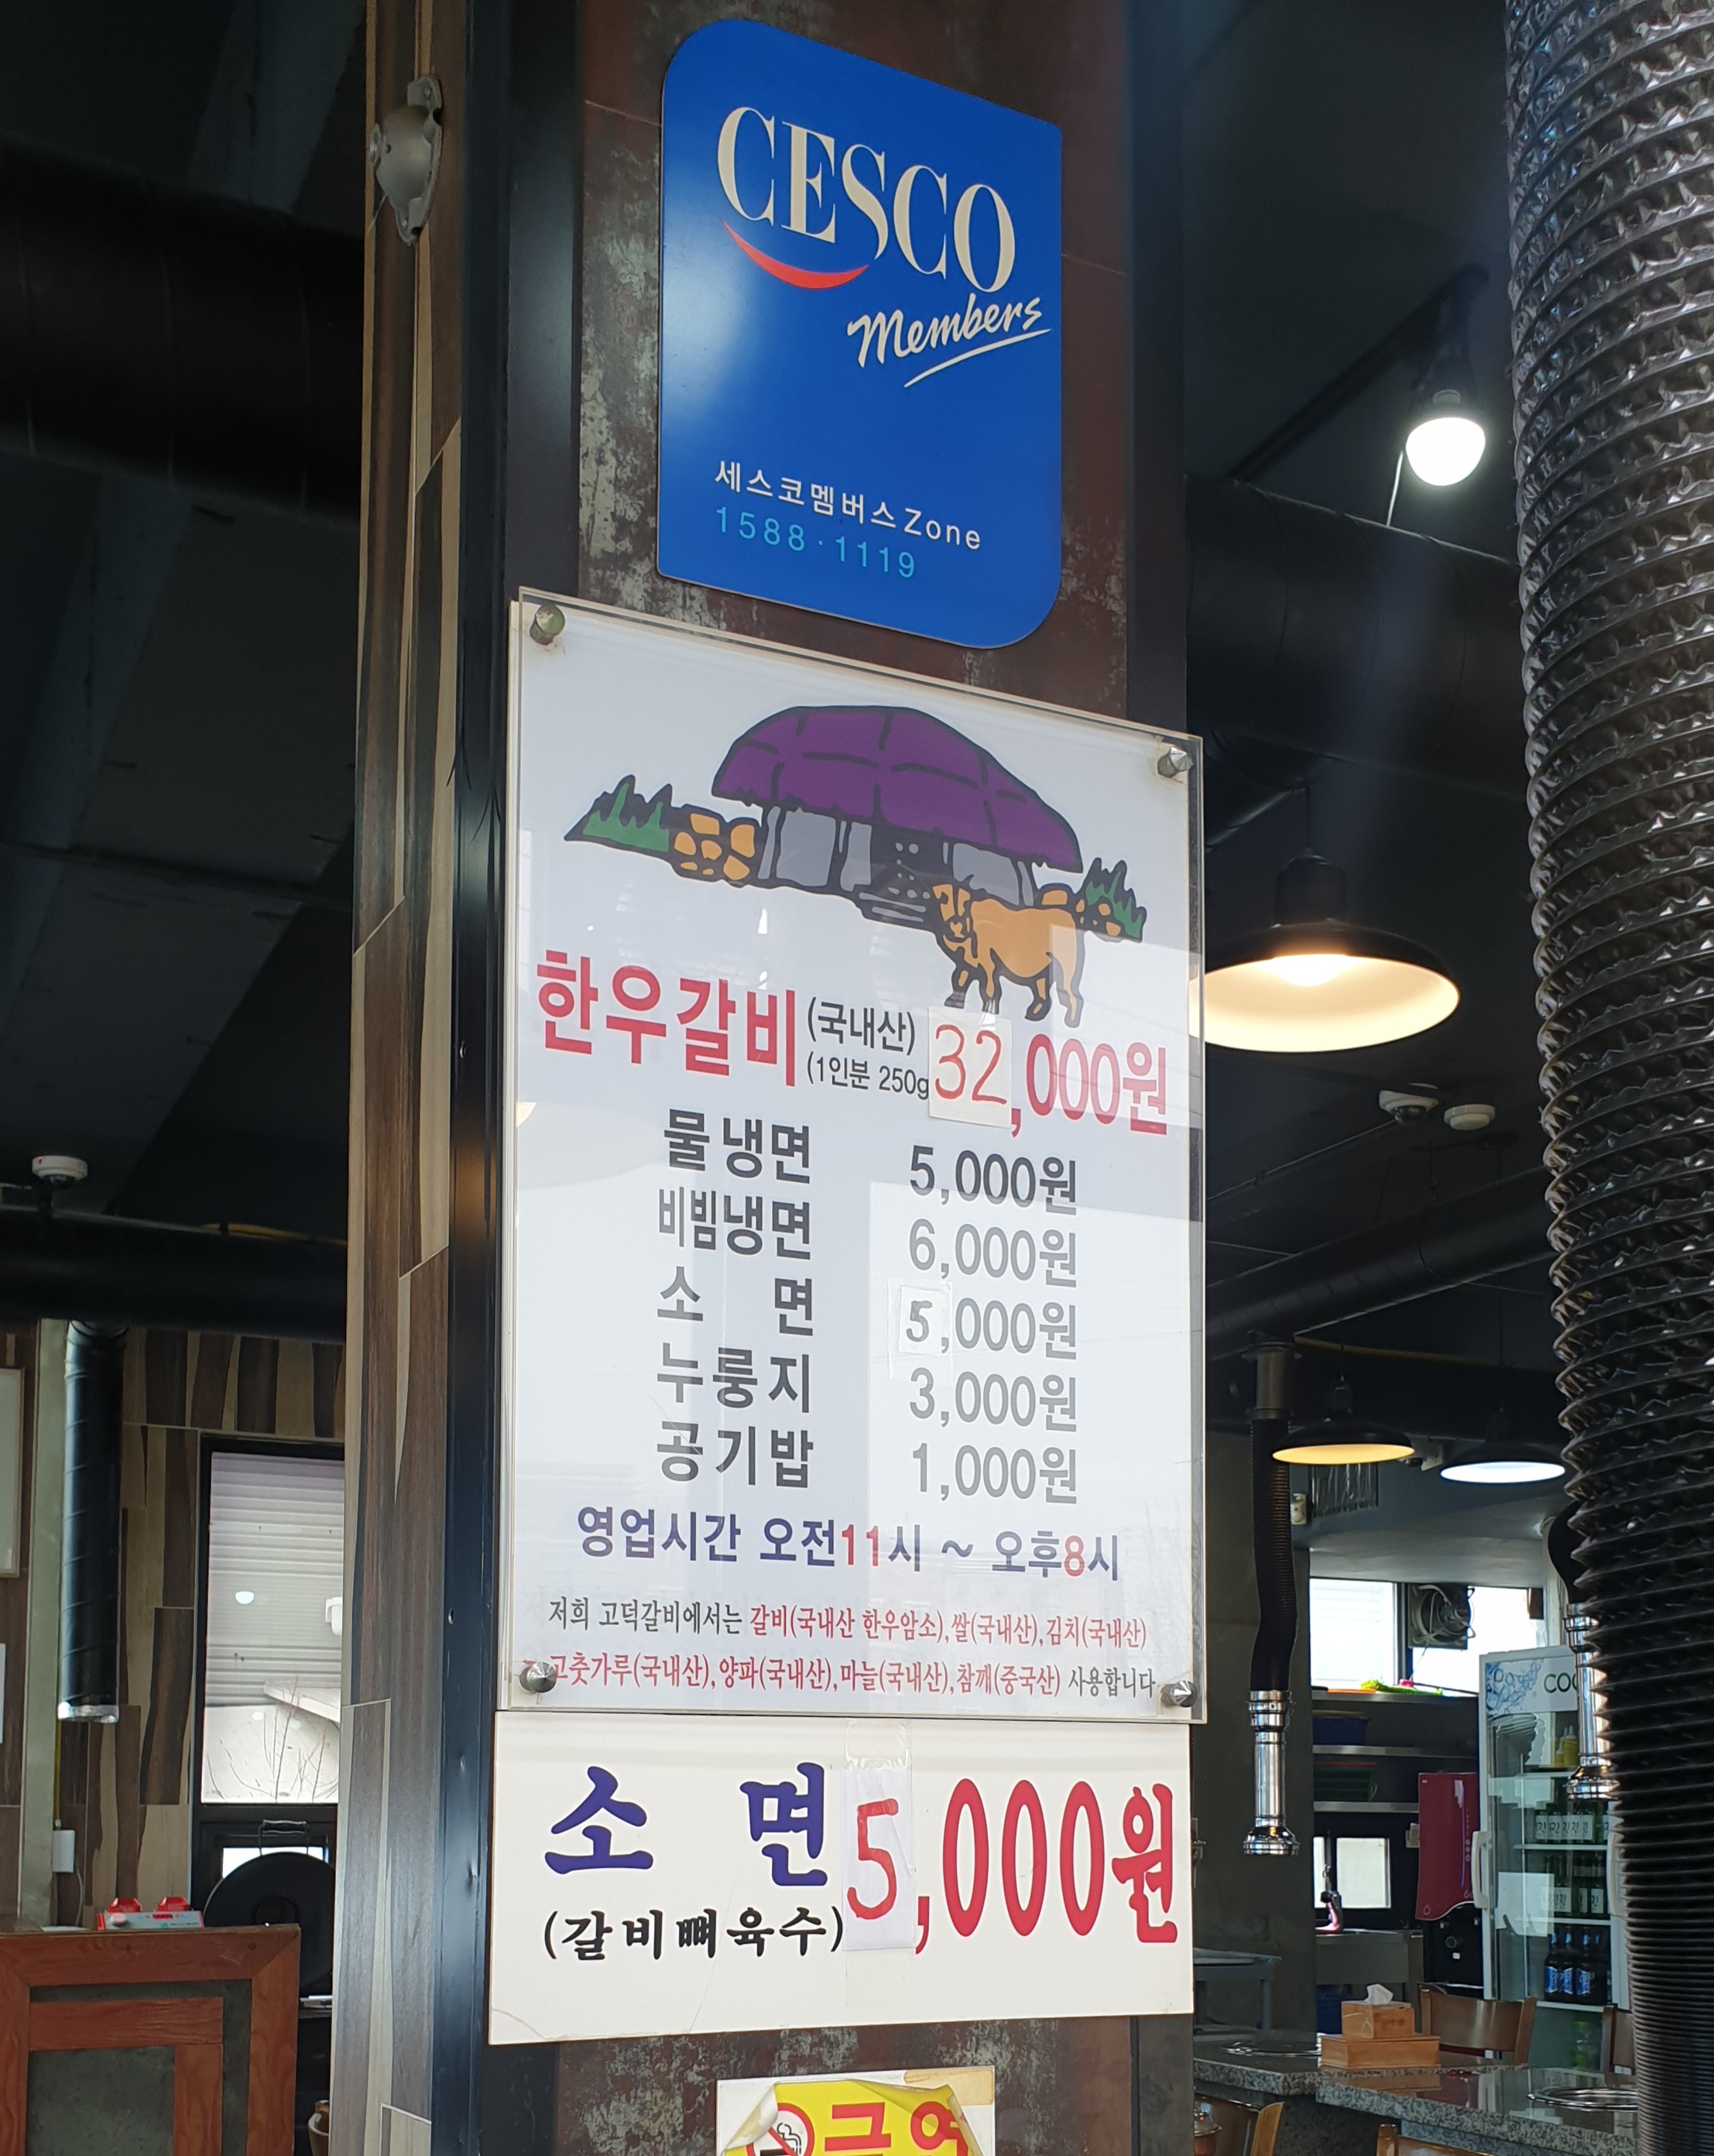 CESCO
Members
세스코멤버스 Zone
1588·1119
한우갈비 (국내산) 32,000원
(1인분 250g
물냉면 5,000원
비빔냉면 6,000원
소 면 5,000원
누룽지 3,000원
공기밥 1,000원
영업시간 오전11시 ~ 오후8시
저희 고덕갈비에서는 갈비(국내산 한우암소),쌀(국내산),김치(국내산)
고춧가루(국내산),양파(국내산),마늘(국내산),참깨(중국산) 사용합니다
소 면 5,000원
(갈비뼈육수)
금연